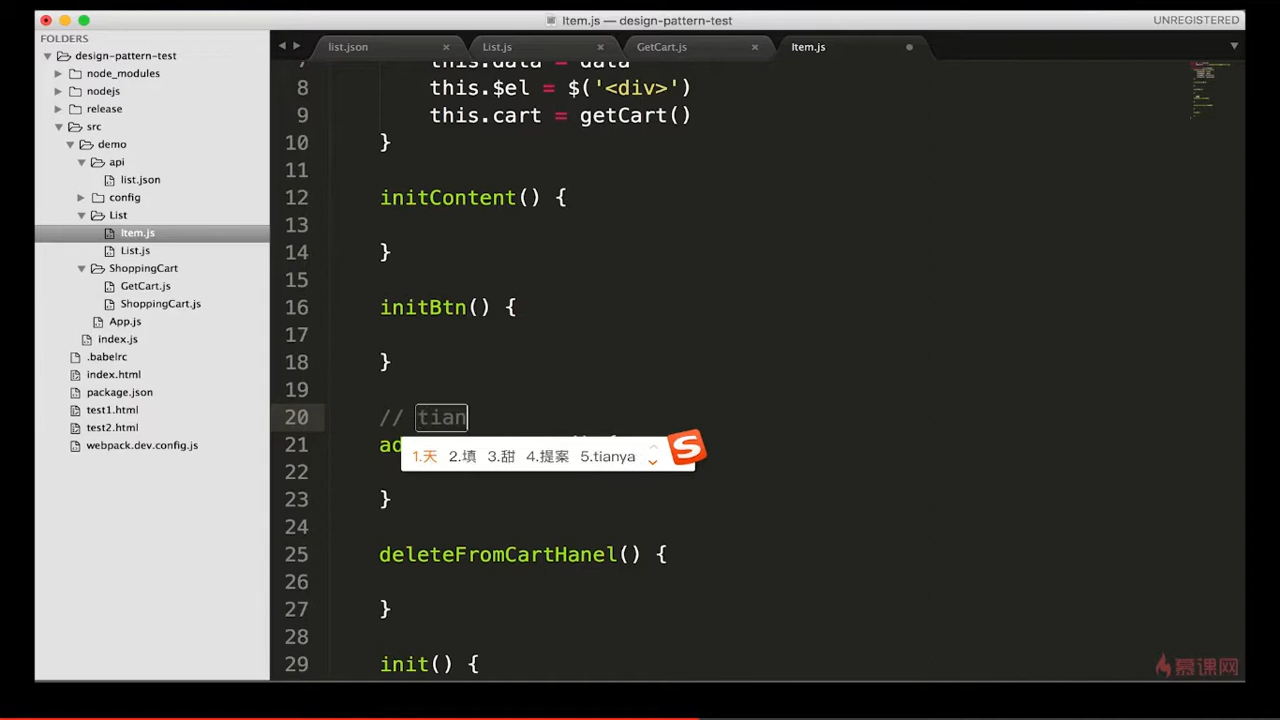 Item.js — design-pattern-test
UNREGISTERED
FOLDERS
design-pattern-test
node_modules
nodejs
release
src
demo
api
list.json
config
List
Item.js
List.js
ShoppingCart
GetCart.js
ShoppingCart.js
App.js
index.js
.babelrc
index.html
package.json
test1.html
test2.html
webpack.dev.config.js
list.json × List.js × GetCart.js × Item.js
7 this.data = data
8 this.$el = $('<div>')
9 this.cart = getCart()
10 }
11
12 initContent() {
13
14 }
15
16 initBtn() {
17
18 }
19
20 // tian
1.天 2.填 3.甜 4.提案 5.tianya
21
22
23 }
24
25 deleteFromCartHanel() {
26
27 }
28
29 init() {
慕课网